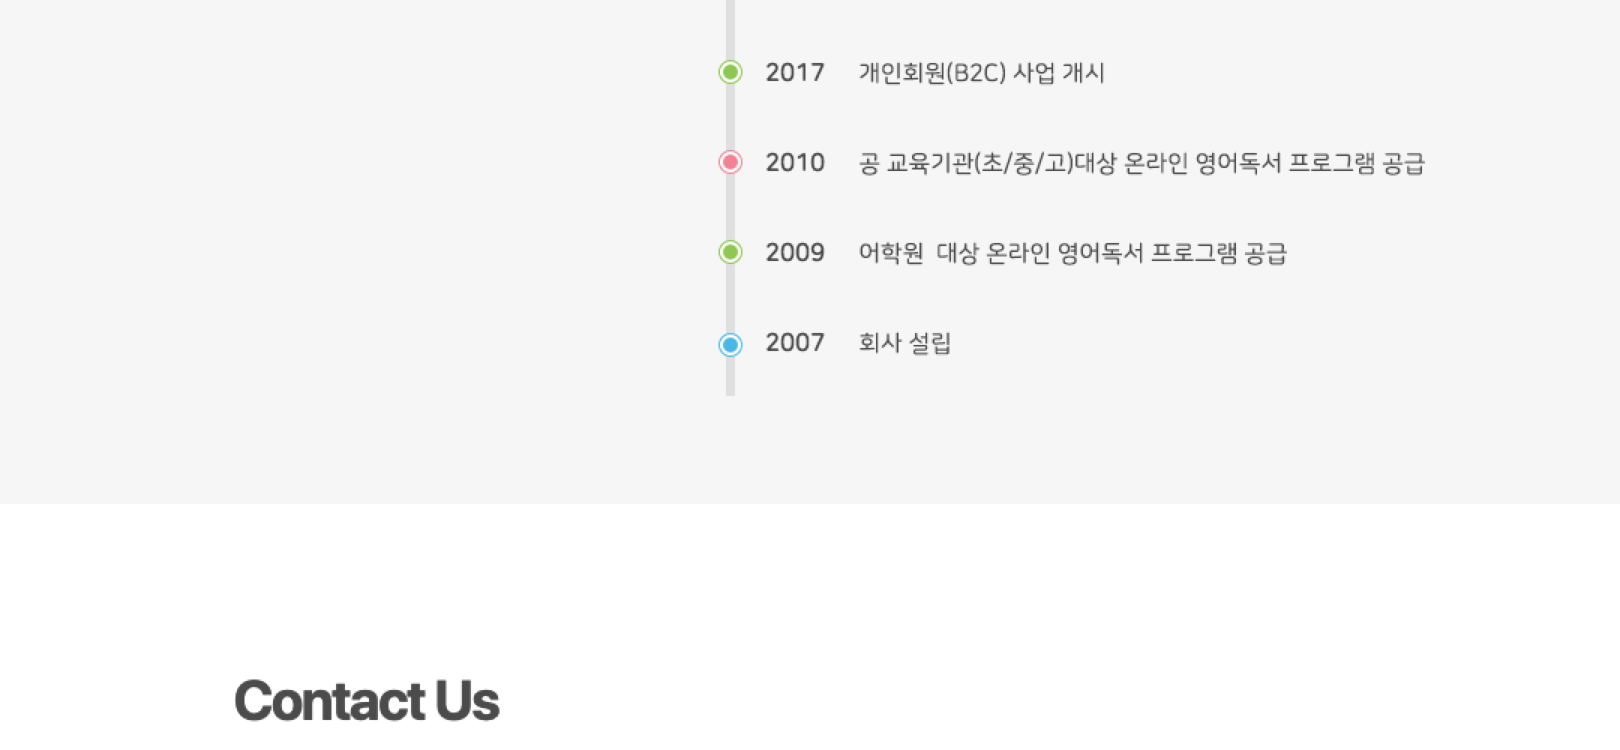 2017 개인회원(B2C) 사업 개시
2010 공 교육기관(초/중/고)대상 온라인 영어독서 프로그램 공급
2009 어학원 대상 온라인 영어독서 프로그램 공급
2007 회사 설립
Contact Us